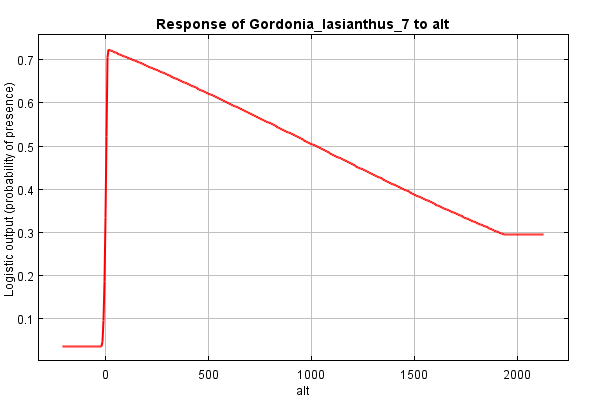 Response of Gordonia_lasianthus_7 to alt
Logistic output (probability of presence)
0.7
0.6
0.5
0.4
0.3
0.2
0.1
0 500 1000 1500 2000
alt